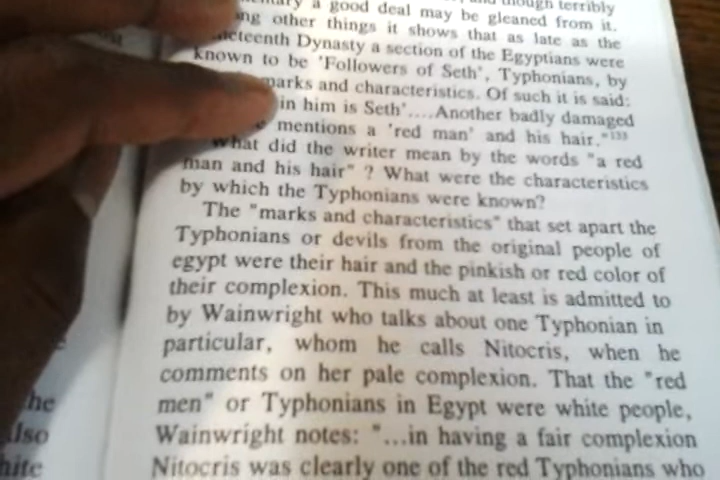 a good deal may be gleaned from it.
other things it shows that as late as the
Dynasty a section of the Egyptians were
known to be 'Followers of Seth', Typhonians, by
marks and characteristics. Of such it is said:
in him is Seth'....Another badly damaged
mentions a 'red man' and his hair."133
What did the writer mean by the words "a red
man and his hair" ? What were the characteristics
by which the Typhonians were known?
The "marks and characteristics" that set apart the
Typhonians or devils from the original people of
egypt were their hair and the pinkish or red color of
their complexion. This much at least is admitted to
by Wainwright who talks about one Typhonian in
particular, whom he calls Nitocris, when he
comments on her pale complexion. That the "red
men" or Typhonians in Egypt were white people,
Wainwright notes: "...in having a fair complexion
Nitocris was clearly one of the red Typhonians who